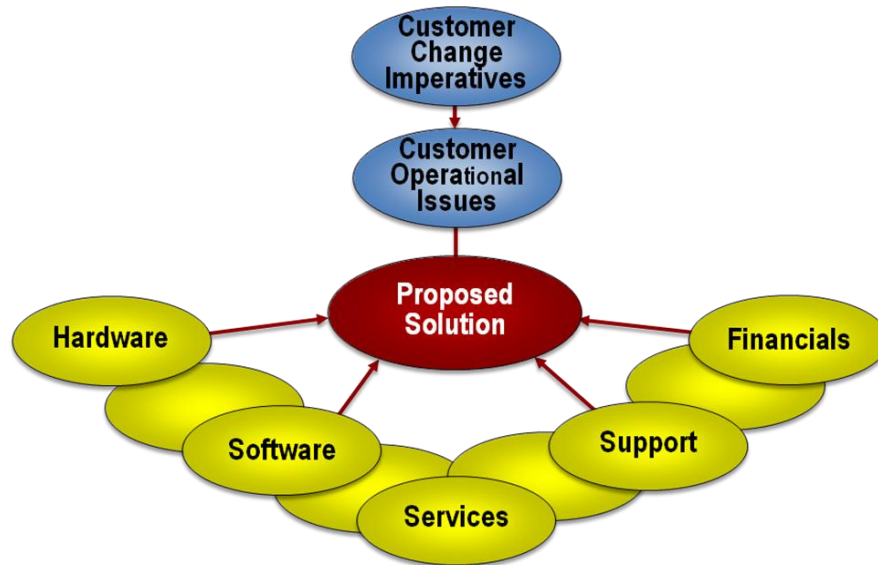 Customer
Change
Imperatives
Customer
Operational
Issues
Proposed
Solution
Hardware
Financials
Software
Support
Services